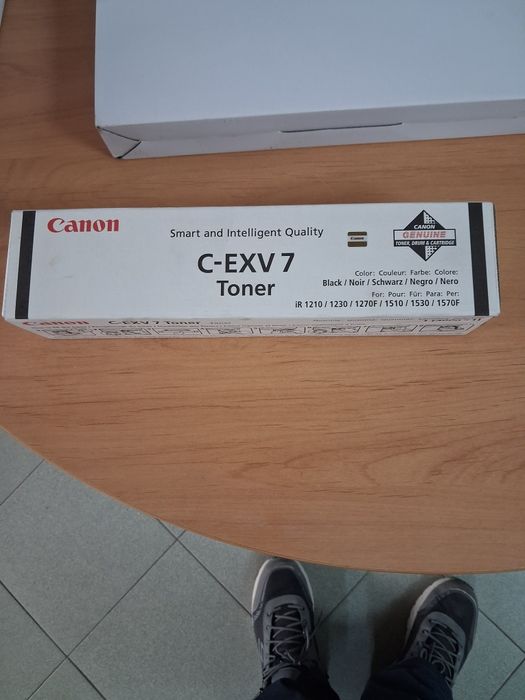 Canon
Smart and Intelligent Quality
C-EXV 7
Toner
CANON
GENUINE
TONER, DRUM & CARTRIDGE
Color: Couleur: Farbe: Colore:
Black / Noir / Schwarz / Negro / Nero
For: Pour: Für: Para: Per:
iR 1210 / 1230 / 1270F / 1510 / 1530 / 1570F
Canon C-EXV 7 Toner